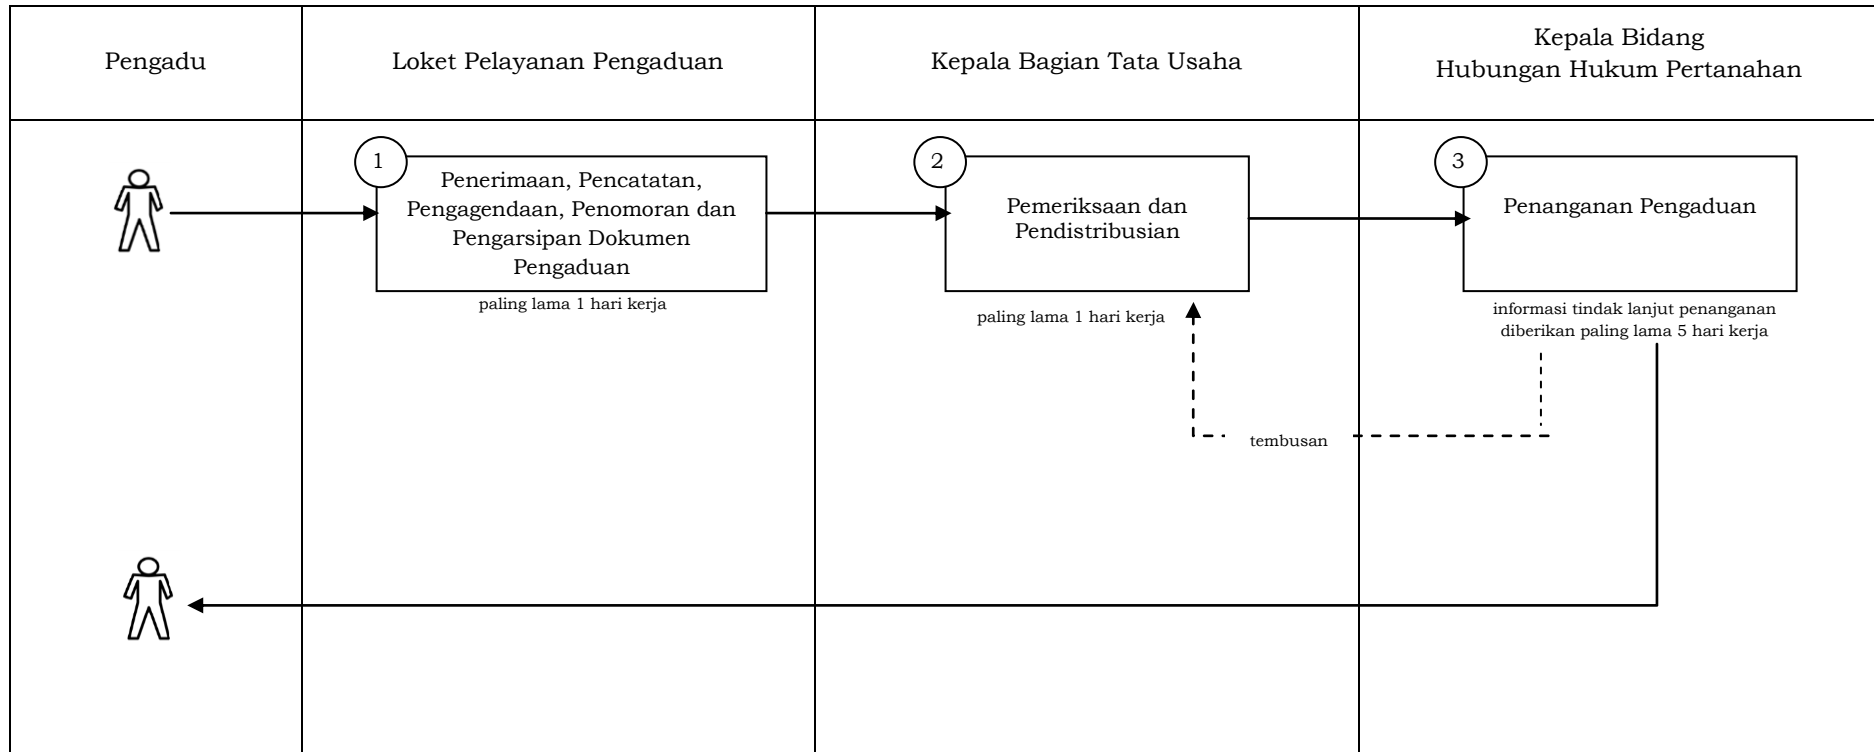 Pengadu
Loket Pelayanan Pengaduan
Kepala Bagian Tata Usaha
Kepala Bidang
Hubungan Hukum Pertanahan
1
Penerimaan, Pencatatan,
Pengagendaan, Penomoran dan
Pengarsipan Dokumen
Pengaduan
paling lama 1 hari kerja
2
Pemeriksaan dan
Pendistribusian
paling lama 1 hari kerja
3
Penanganan Pengaduan
informasi tindak lanjut penanganan
diberikan paling lama 5 hari kerja
tembusan